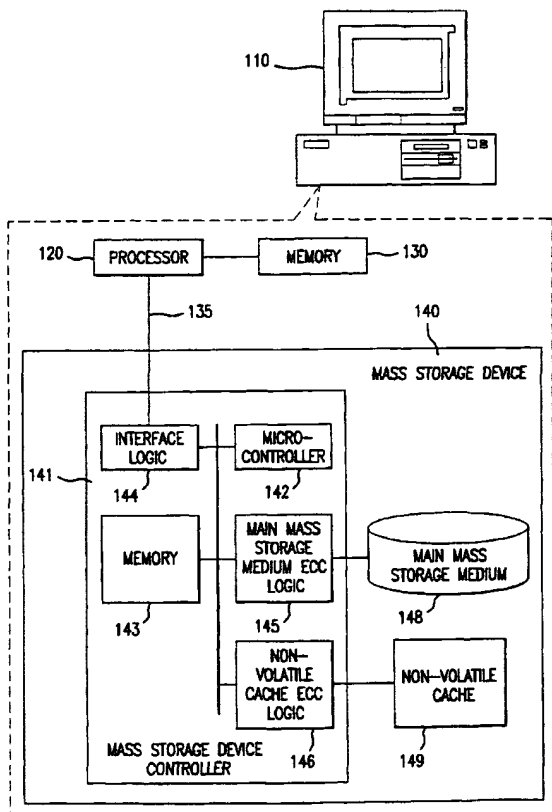 110
120
PROCESSOR
MEMORY
130
135
140
MASS STORAGE DEVICE
141
INTERFACE
LOGIC
144
MICRO-
CONTROLLER
142
MEMORY
143
MAIN MASS
STORAGE
MEDIUM ECC
LOGIC
145
MAIN MASS
STORAGE MEDIUM
148
NON-
VOLATILE
CACHE ECC
LOGIC
146
NON-VOLATILE
CACHE
149
MASS STORAGE DEVICE
CONTROLLER